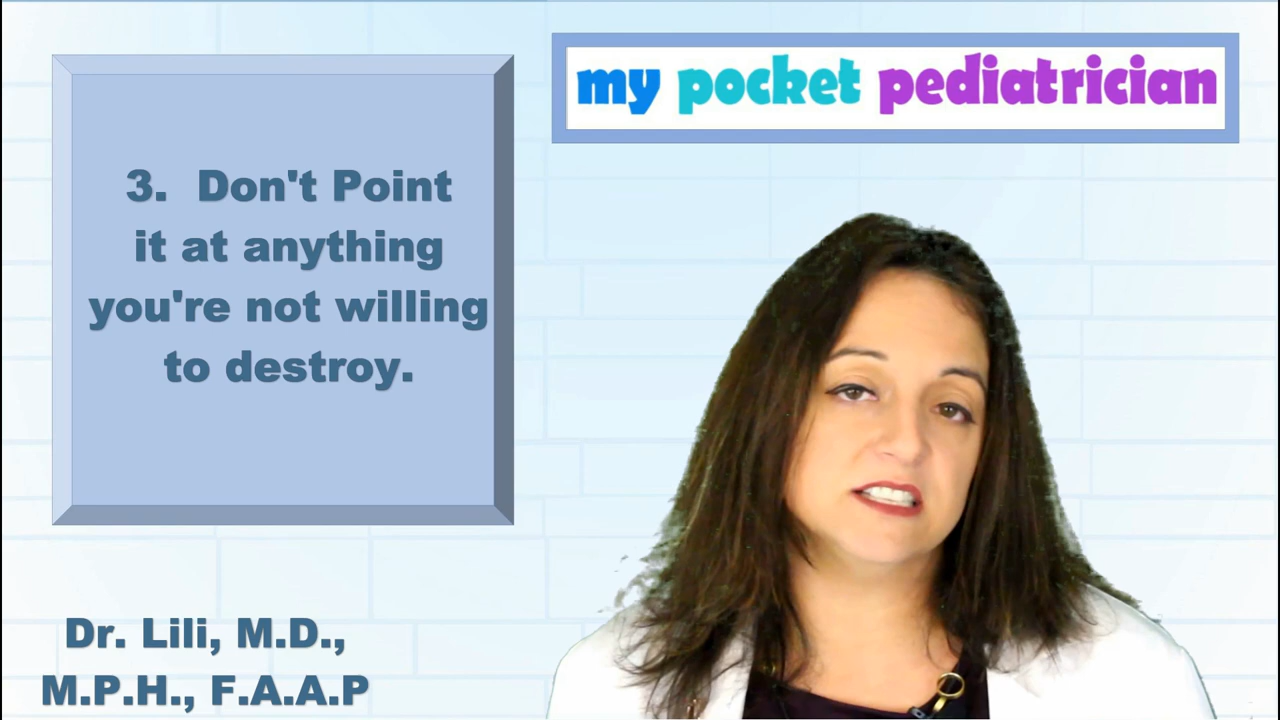 my pocket pediatrician
3. Don't Point
it at anything
you're not willing
to destroy.
Dr. Lili, M.D.,
M.P.H., F.A.A.P